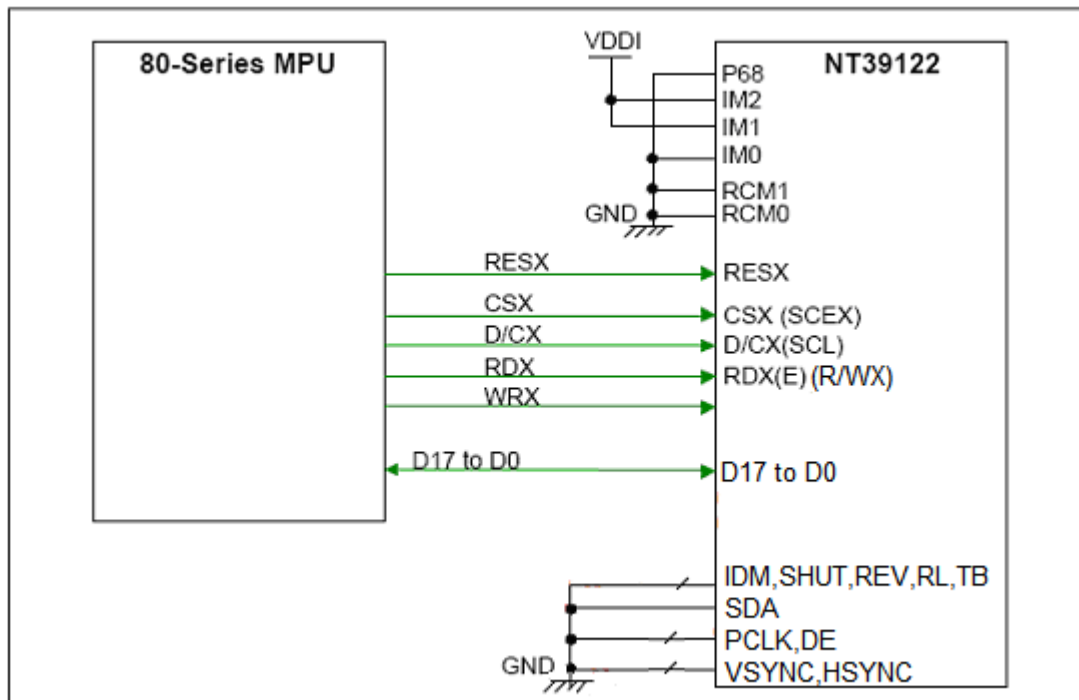 80-Series MPU
VDDI
NT39122
P68
IM2
IM1
IM0
RCM1
GND
RCM0
RESX
RESX
CSX
CSX (SCEX)
D/CX
D/CX(SCL)
RDX
RDX(E) (R/WX)
WRX
D17 to D0
D17 to D0
IDM,SHUT,REV,RL,TB
SDA
PCLK,DE
GND
VSYNC,HSYNC